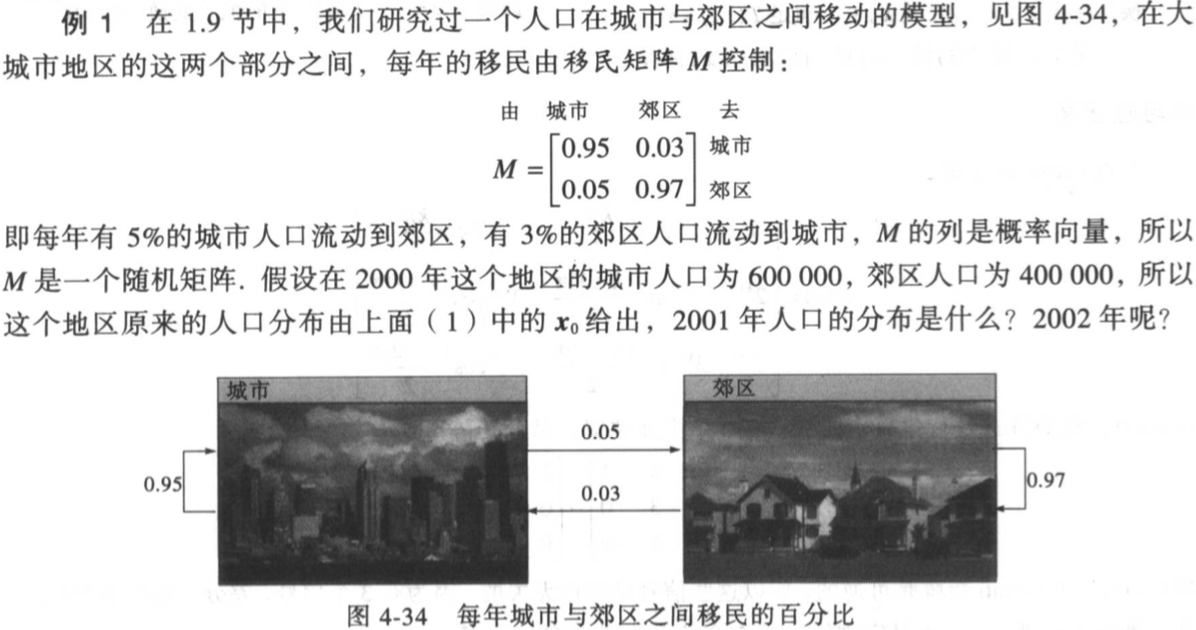 例 1 在 1.9 节中，我们研究过一个人口在城市与郊区之间移动的模型，见图 4-34，在大
城市地区的这两个部分之间，每年的移民由移民矩阵 M 控制：
由 城市 郊区 去
M = [0.95 0.03] 城市
[0.05 0.97] 郊区
即每年有 5%的城市人口流动到郊区，有 3%的郊区人口流动到城市，M 的列是概率向量，所以
M 是一个随机矩阵. 假设在 2000 年这个地区的城市人口为 600 000，郊区人口为 400 000，所以
这个地区原来的人口分布由上面（1）中的 x₀ 给出，2001 年人口的分布是什么？2002 年呢？
城市 郊区
0.05
0.95 0.97
0.03
图 4-34 每年城市与郊区之间移民的百分比